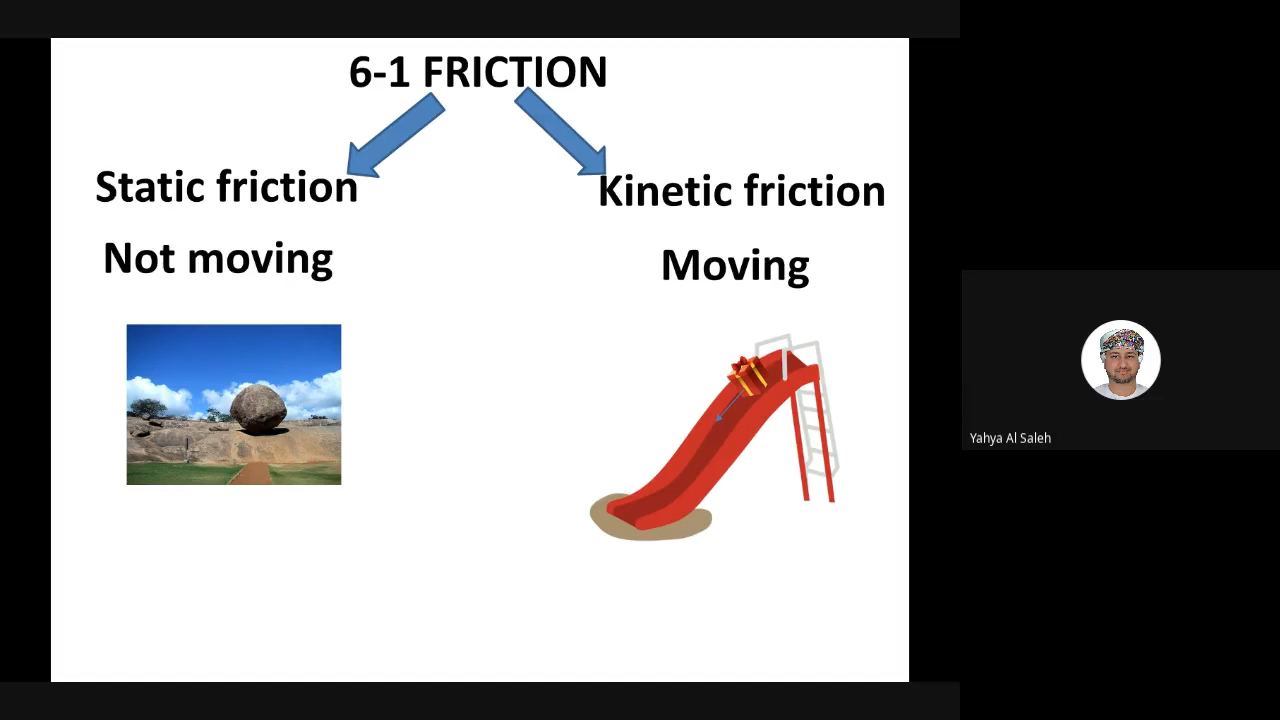 6-1 FRICTION
Static friction
Kinetic friction
Not moving
Moving
Yahya Al Saleh